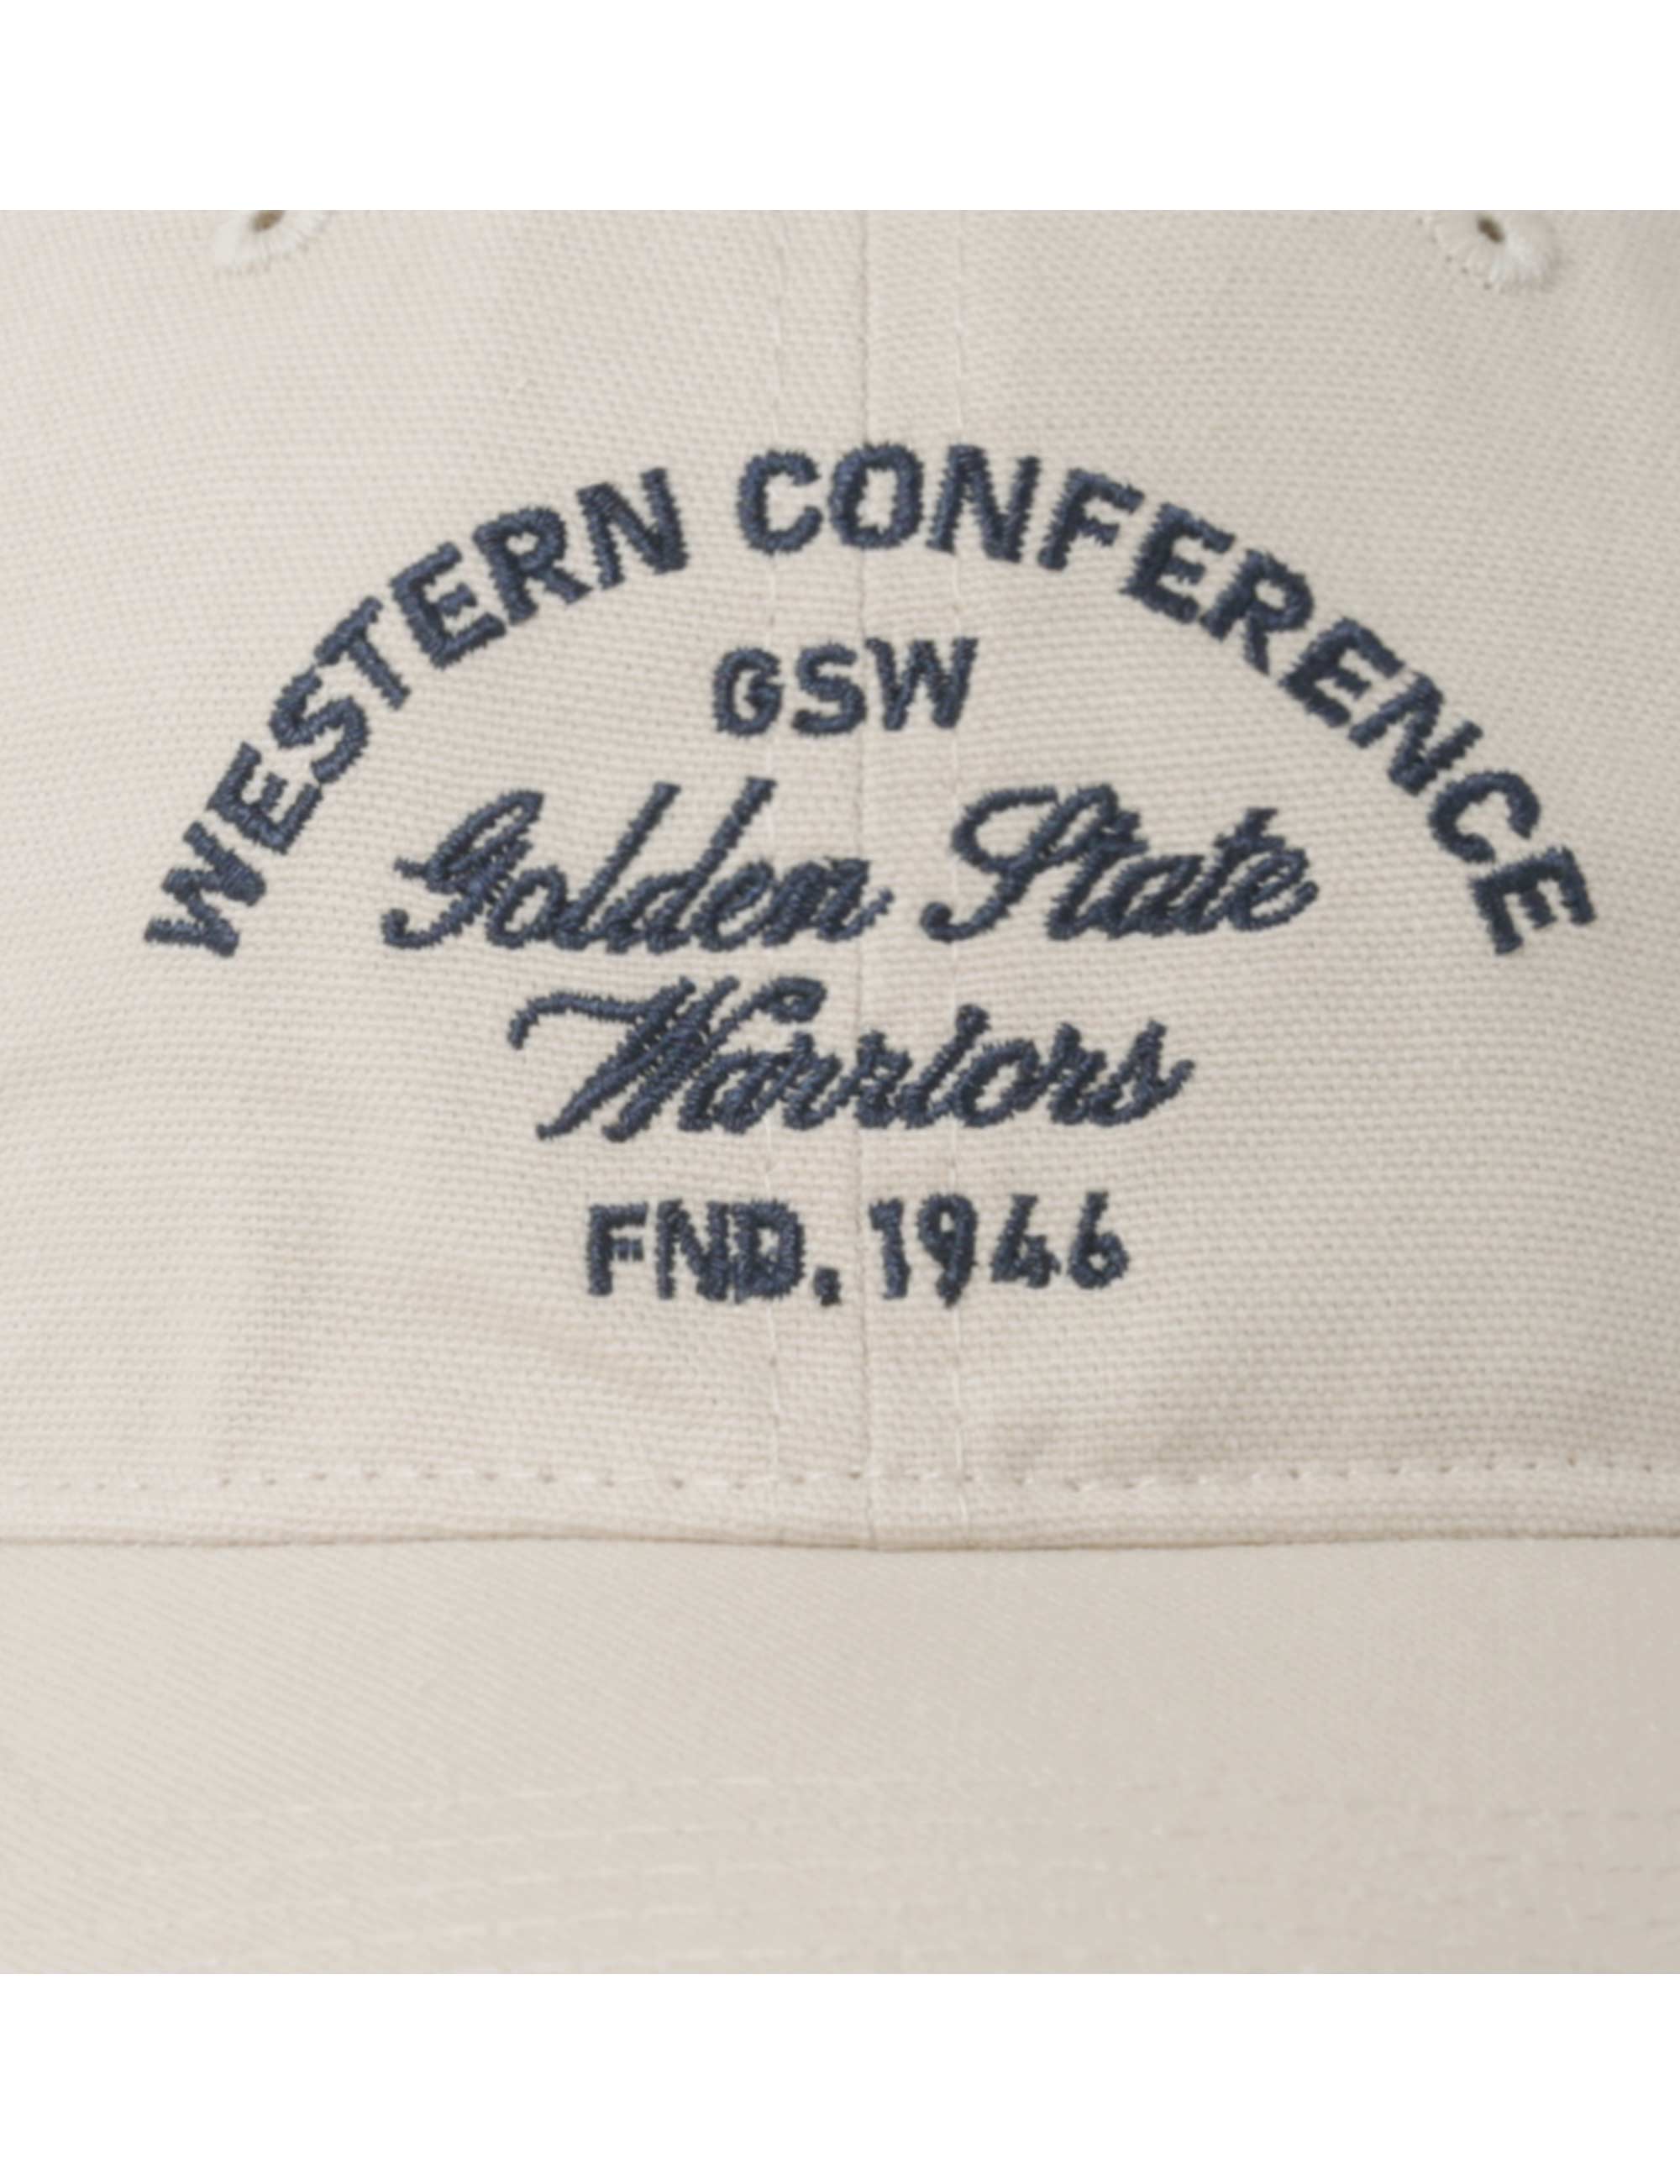 WESTERN CONFERENCE
GSW
Golden State
Warriors
FND. 1946